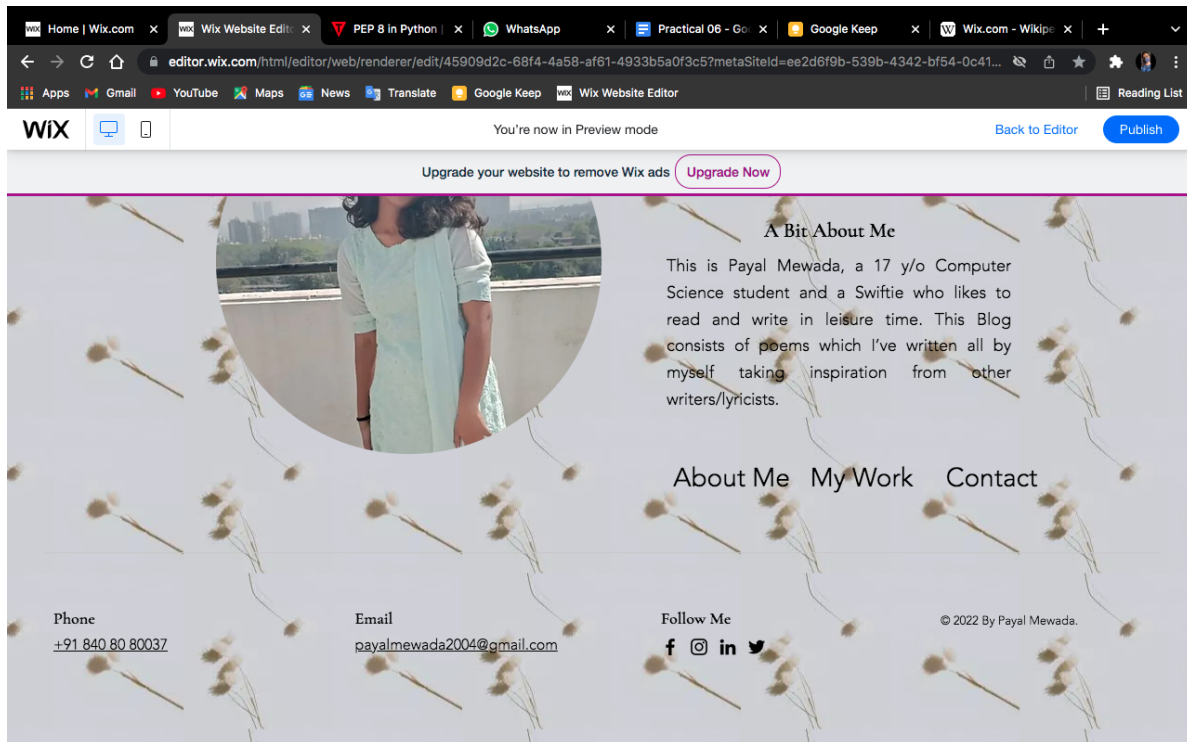 Home | Wix.com
Wix Website Edito
PEP 8 in Python |
WhatsApp
Practical 06 - Goo
Google Keep
Wix.com - Wikipe
editor.wix.com/html/editor/web/renderer/edit/45909d2c-68f4-4a58-af61-4933b5a0f3c5?metaSiteId=ee2d6f9b-539b-4342-bf54-0c41...
Apps Gmail YouTube Maps News Translate Google Keep Wix Website Editor Reading List
WiX You're now in Preview mode Back to Editor Publish
Upgrade your website to remove Wix ads Upgrade Now
A Bit About Me
This is Payal Mewada, a 17 y/o Computer
Science student and a Swiftie who likes to
read and write in leisure time. This Blog
consists of poems which I've written all by
myself taking inspiration from other
writers/lyricists.
About Me My Work Contact
Phone
+91 840 80 80037
Email
payalmewada2004@gmail.com
Follow Me
© 2022 By Payal Mewada.